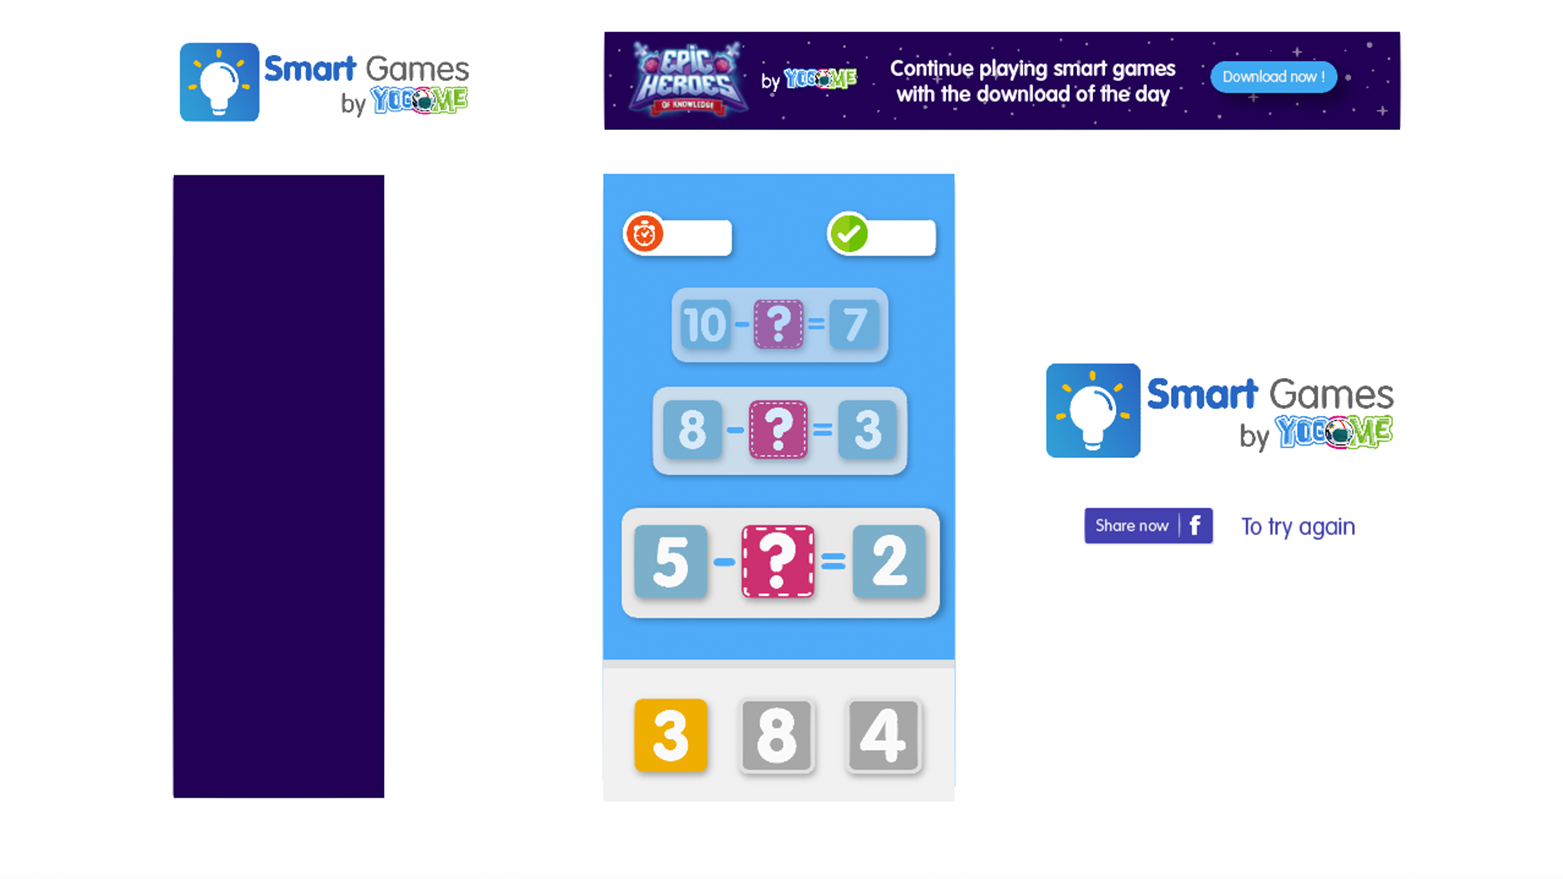 Smart Games
by YOGOME
EPIC
HEROES
OF KNOWLEDGE
by YOGOME
Continue playing smart games
with the download of the day
Download now !
10 - ? = 7
8 - ? = 3
5 - ? = 2
3 8 4
Smart Games
by YOGOME
Share now f
To try again